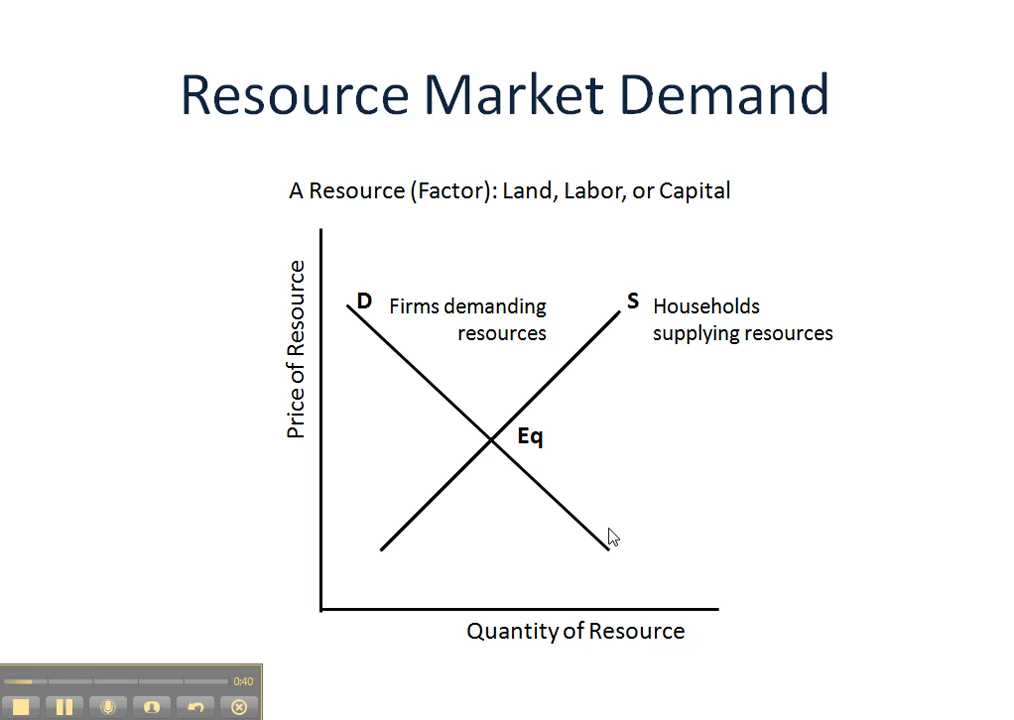 Resource Market Demand
A Resource (Factor): Land, Labor, or Capital
Price of Resource
D
Firms demanding
resources
S
Households
supplying resources
Eq
Quantity of Resource
0:40